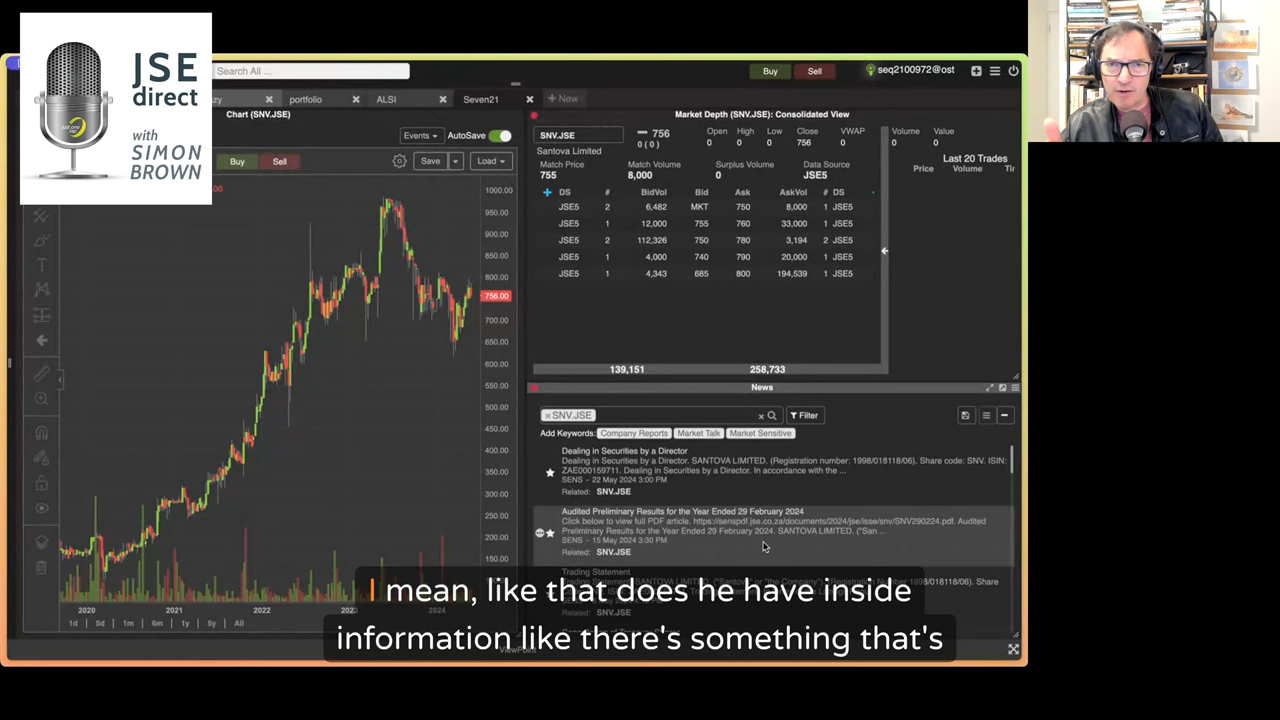 JSE
direct
with
SIMON
BROWN
just one
lap
Search All ...
Buy
Sell
seq2100972@ost
portfolio
ALSI
Seven21
New
Chart (SNV.JSE)
Events
AutoSave
Buy
Sell
Save
Load
1000.00
950.00
900.00
850.00
800.00
756.00
700.00
650.00
600.00
550.00
500.00
450.00
400.00
350.00
300.00
250.00
200.00
150.00
100.00
2020
2021
2022
2023
2024
1d
5d
1m
6m
1y
5y
All
Market Depth (SNV.JSE): Consolidated View
SNV.JSE
756
0 ( 0 )
Open High Low Close VWAP
0 0 0 756 0
Santova Limited
Match Price Match Volume Surplus Volume Data Source
755 8,000 0 JSE5
DS # BidVol Bid Ask AskVol # DS
JSE5 2 6,482 MKT 750 8,000 1 JSE5
JSE5 1 12,000 755 760 33,000 1 JSE5
JSE5 2 112,326 750 780 3,194 2 JSE5
JSE5 1 4,000 740 790 20,000 1 JSE5
JSE5 1 4,343 685 800 194,539 1 JSE5
139,151 258,733
Volume Value
0 0
Last 20 Trades
Price Volume
News
SNV.JSE
Filter
Add Keywords: Company Reports Market Talk Market Sensitive
Dealing in Securities by a Director
Dealing in Securities by a Director. SANTOVA LIMITED. (Registration number: 1998/018118/06). Share code: SNV. ISIN:
ZAE000159711. Dealing in Securities by a Director. In accordance with the ...
SENS - 22 May 2024 3:00 PM
Related: SNV.JSE
Audited Preliminary Results for the Year Ended 29 February 2024
Click below to view full PDF article. https://senspdf.jse.co.za/documents/2024/jse/isse/snv/SNV290224.pdf. Audited
Preliminary Results for the Year Ended 29 February 2024. SANTOVA LIMITED. ("San ...
SENS - 15 May 2024 3:30 PM
Related: SNV.JSE
Trading Statement
I mean, like that does he have inside
information like there's something that's